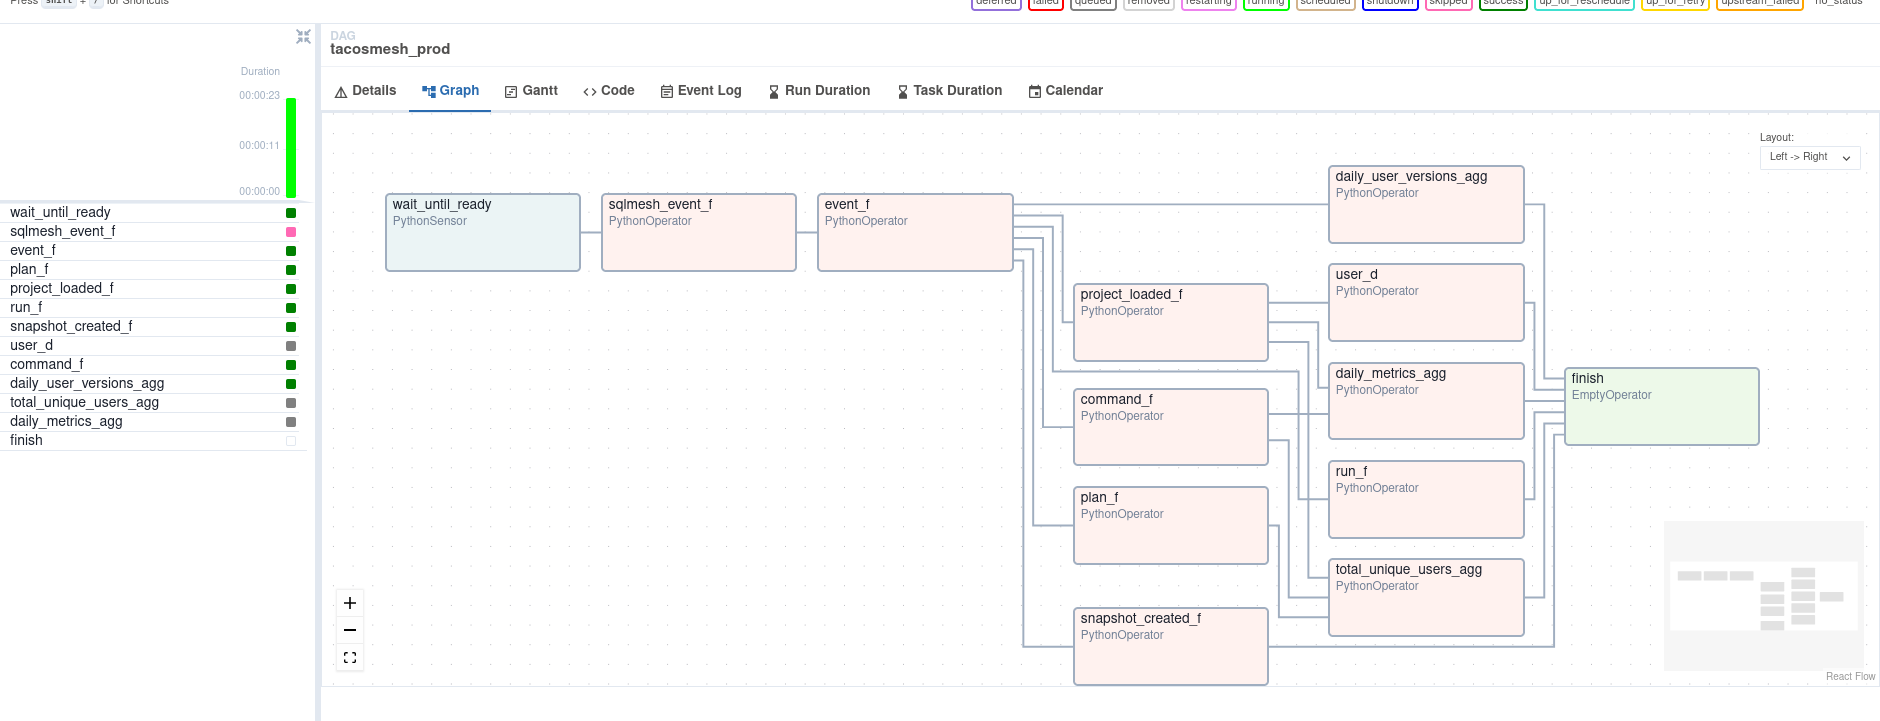 Press shift + / for Shortcuts
deferred failed queued removed restarting running scheduled shutdown skipped success up_for_reschedule up_for_retry upstream_failed no_status
DAG
tacosmesh_prod
Duration
00:00:23
00:00:11
00:00:00
wait_until_ready
sqlmesh_event_f
event_f
plan_f
project_loaded_f
run_f
snapshot_created_f
user_d
command_f
daily_user_versions_agg
total_unique_users_agg
daily_metrics_agg
finish
Details Graph Gantt Code Event Log Run Duration Task Duration Calendar
Layout:
Left -> Right
wait_until_ready
PythonSensor
sqlmesh_event_f
PythonOperator
event_f
PythonOperator
project_loaded_f
PythonOperator
command_f
PythonOperator
plan_f
PythonOperator
snapshot_created_f
PythonOperator
daily_user_versions_agg
PythonOperator
user_d
PythonOperator
daily_metrics_agg
PythonOperator
run_f
PythonOperator
total_unique_users_agg
PythonOperator
finish
EmptyOperator
React Flow